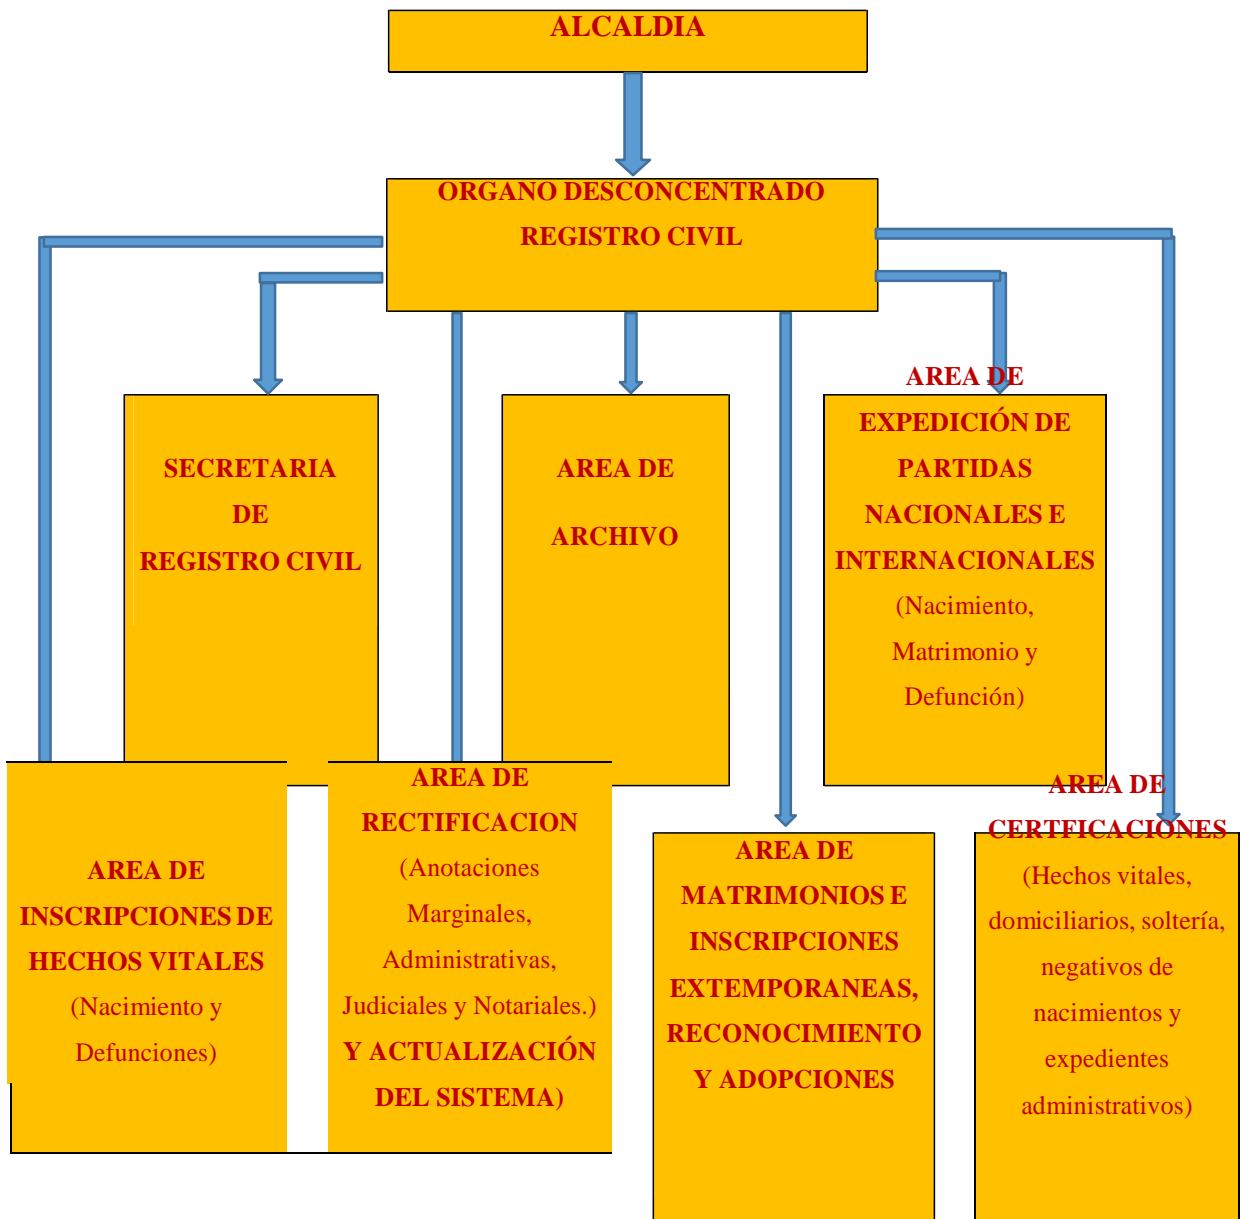 ALCALDIA
ORGANO DESCONCENTRADO
REGISTRO CIVIL
SECRETARIA
DE
REGISTRO CIVIL
AREA DE
ARCHIVO
AREA DE
EXPEDICIÓN DE
PARTIDAS
NACIONALES E
INTERNACIONALES
(Nacimiento,
Matrimonio y
Defunción)
AREA DE
INSCRIPCIONES DE
HECHOS VITALES
(Nacimiento y
Defunciones)
AREA DE
RECTIFICACION
(Anotaciones
Marginales,
Administrativas,
Judiciales y Notariales.)
Y ACTUALIZACIÓN
DEL SISTEMA)
AREA DE
MATRIMONIOS E
INSCRIPCIONES
EXTEMPORANEAS,
RECONOCIMIENTO
Y ADOPCIONES
AREA DE
CERTFICACIONES
(Hechos vitales,
domiciliarios, soltería,
negativos de
nacimientos y
expedientes
administrativos)